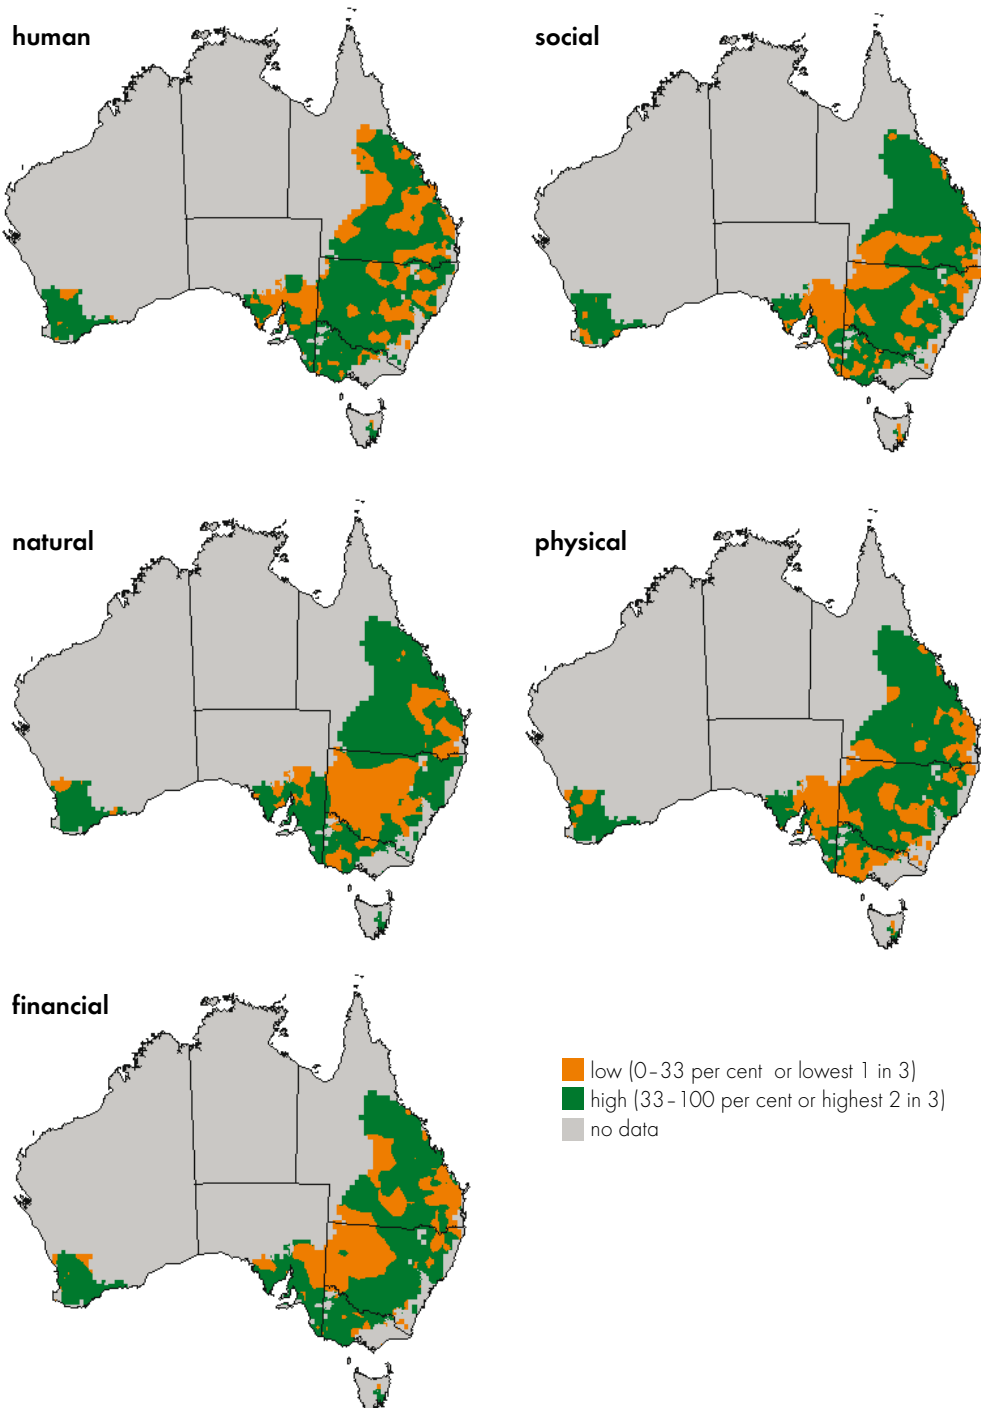 human
social
natural
physical
financial
low (0–33 per cent or lowest 1 in 3)
high (33–100 per cent or highest 2 in 3)
no data